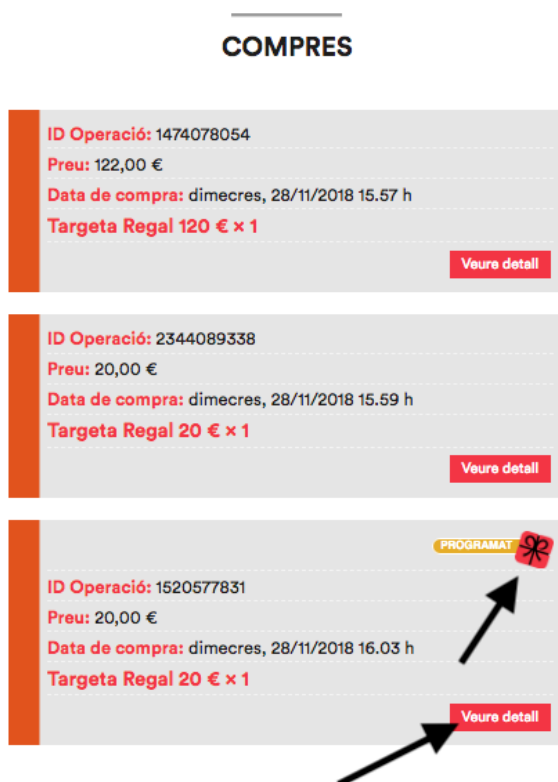 COMPRES
ID Operació: 1474078054
Preu: 122,00 €
Data de compra: dimecres, 28/11/2018 15.57 h
Targeta Regal 120 € × 1
Veure detall
ID Operació: 2344089338
Preu: 20,00 €
Data de compra: dimecres, 28/11/2018 15.59 h
Targeta Regal 20 € × 1
Veure detall
PROGRAMAT
ID Operació: 1520577831
Preu: 20,00 €
Data de compra: dimecres, 28/11/2018 16.03 h
Targeta Regal 20 € × 1
Veure detall